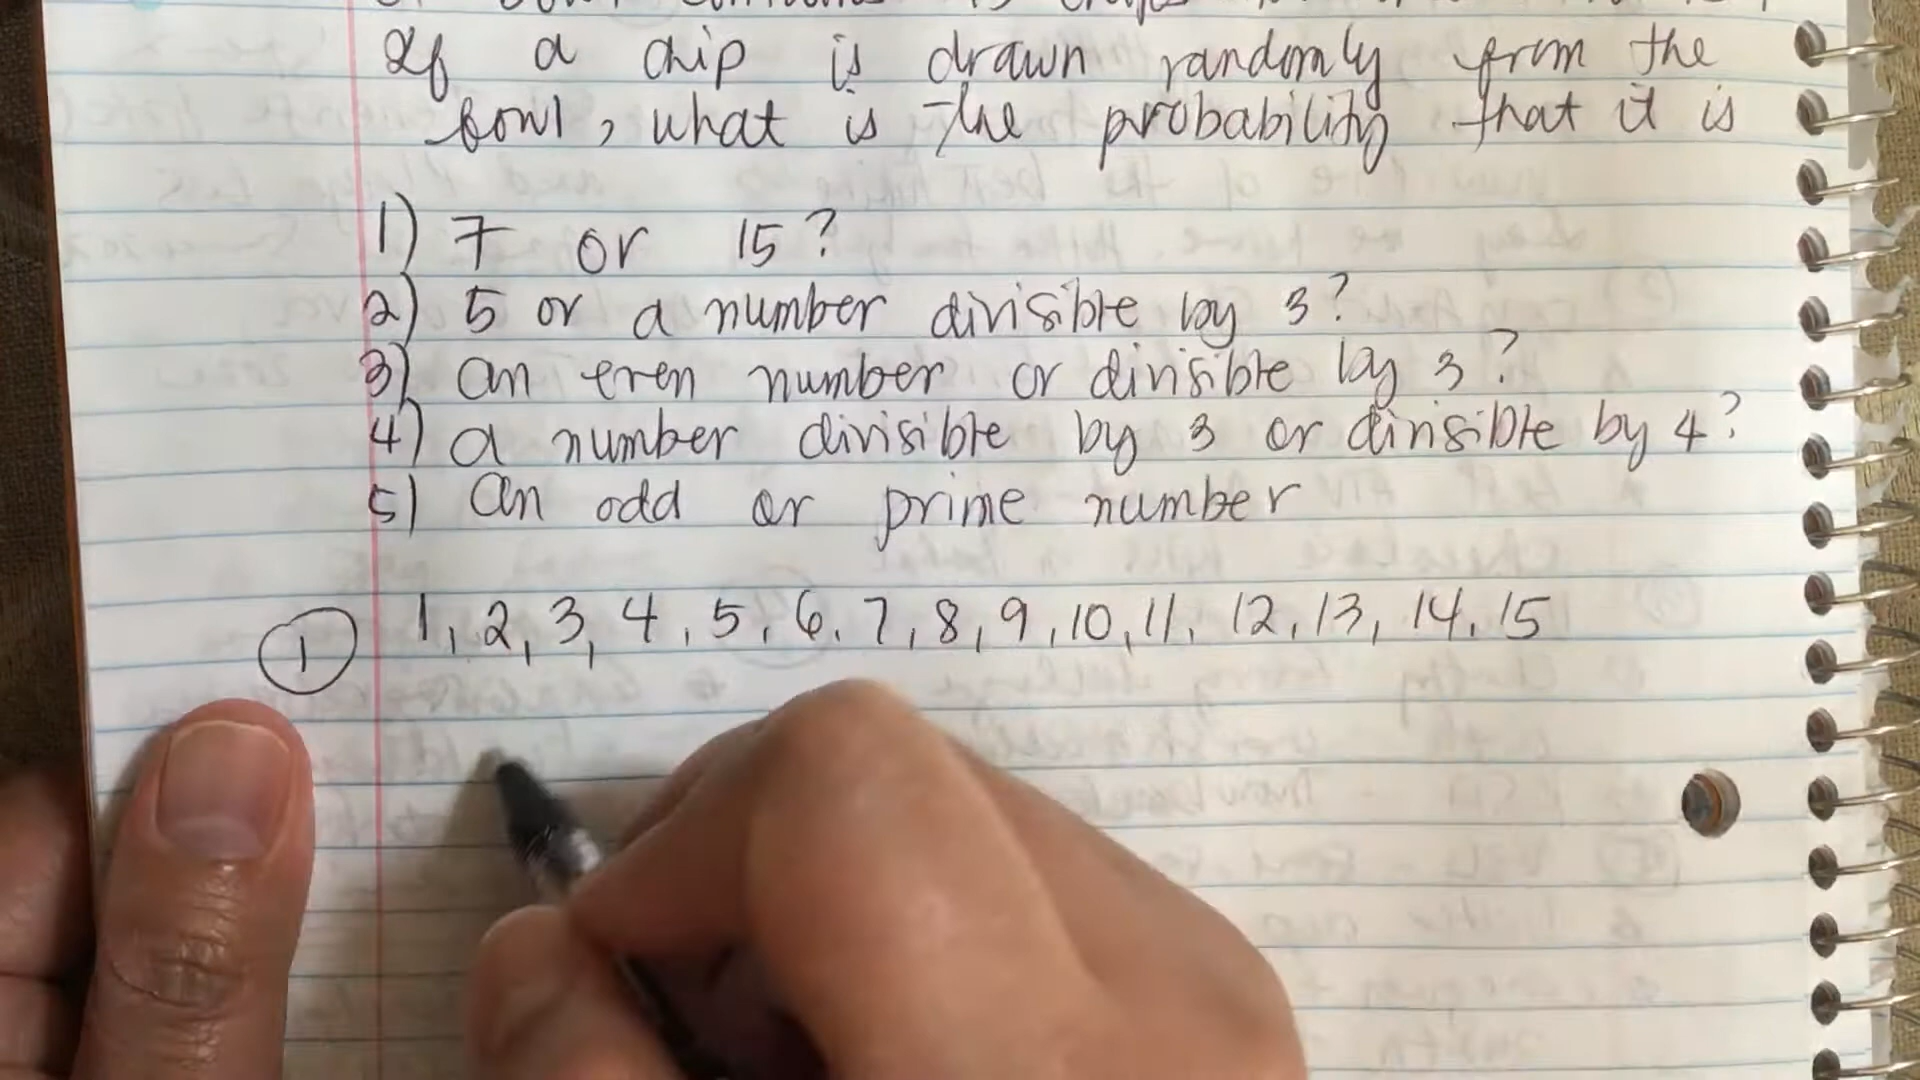 If a chip is drawn randomly from the
bowl, what is the probability that it is
1) 7 or 15?
2) 5 or a number divisible by 3?
3) an even number or divisible by 3?
4) a number divisible by 3 or divisible by 4?
5) an odd or prime number
1 1, 2, 3, 4, 5, 6. 7, 8, 9, 10, 11, 12, 13, 14. 15